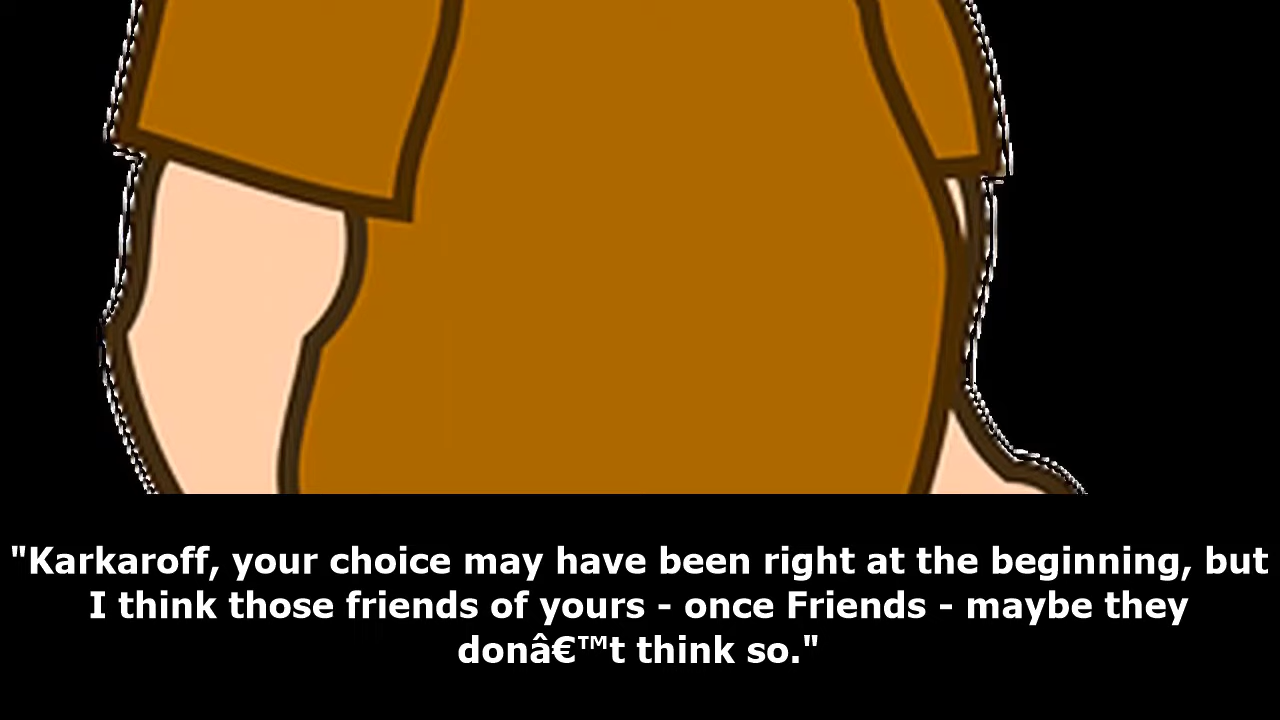 "Karkaroff, your choice may have been right at the beginning, but
I think those friends of yours - once Friends - maybe they
donâ€™t think so."